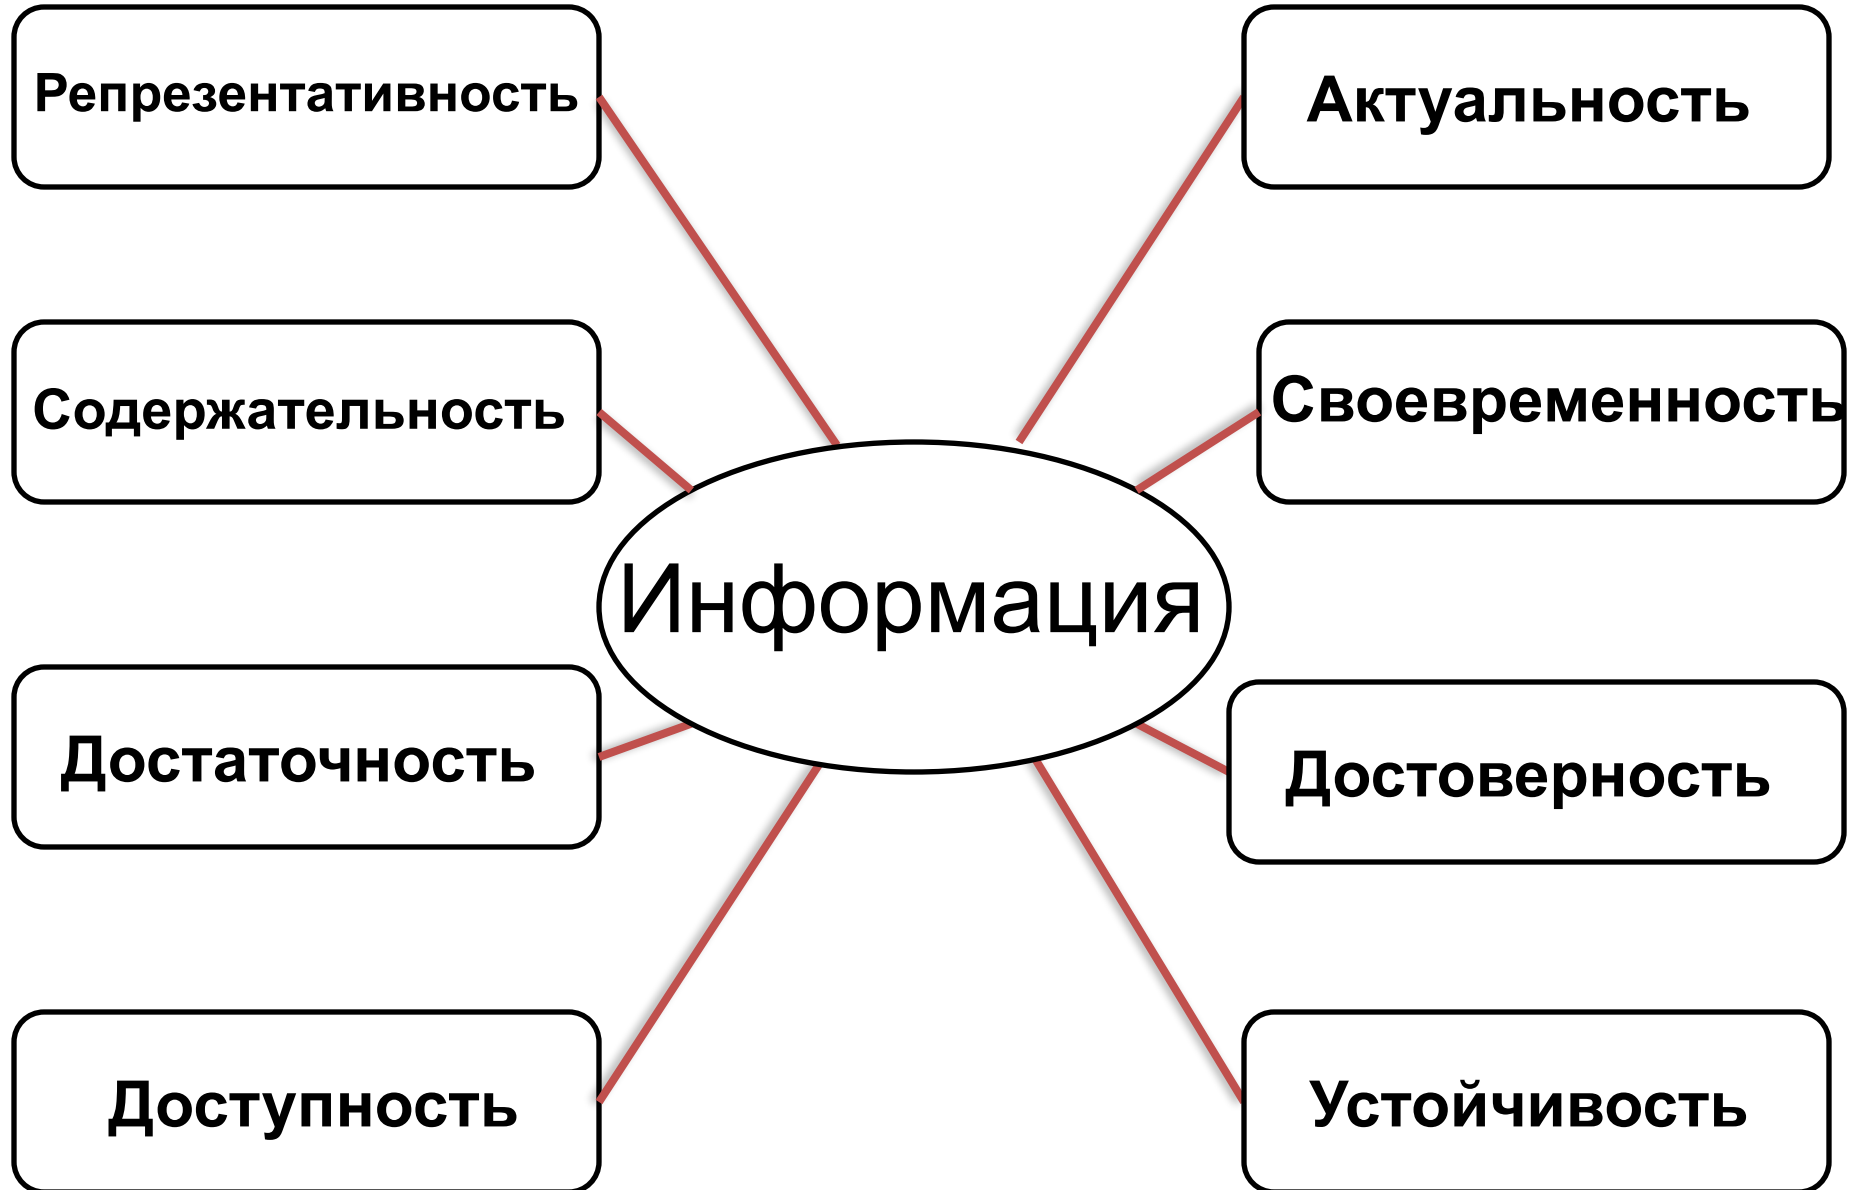 Репрезентативность
Актуальность
Содержательность
Своевременность
Информация
Достаточность
Достоверность
Доступность
Устойчивость